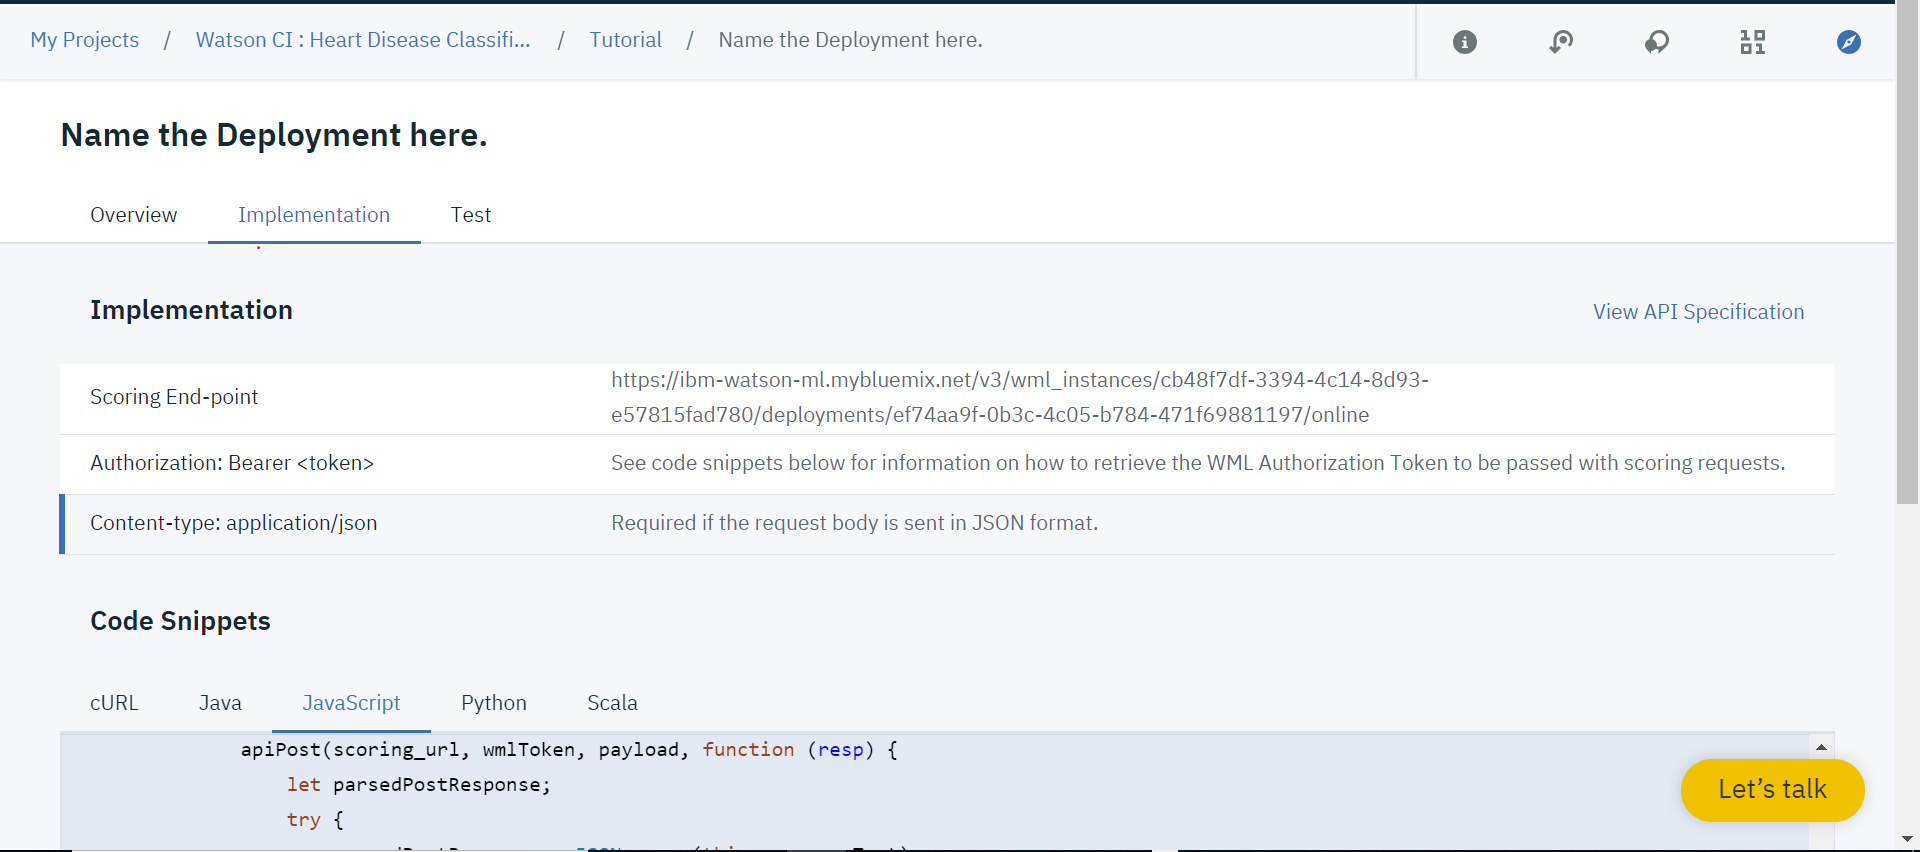 My Projects / Watson CI : Heart Disease Classifi... / Tutorial / Name the Deployment here.
Name the Deployment here.
Overview Implementation Test
Implementation View API Specification
Scoring End-point https://ibm-watson-ml.mybluemix.net/v3/wml_instances/cb48f7df-3394-4c14-8d93-
e57815fad780/deployments/ef74aa9f-0b3c-4c05-b784-471f69881197/online
Authorization: Bearer <token> See code snippets below for information on how to retrieve the WML Authorization Token to be passed with scoring requests.
Content-type: application/json Required if the request body is sent in JSON format.
Code Snippets
cURL Java JavaScript Python Scala
apiPost(scoring_url, wmlToken, payload, function (resp) {
let parsedPostResponse;
try {
Let's talk